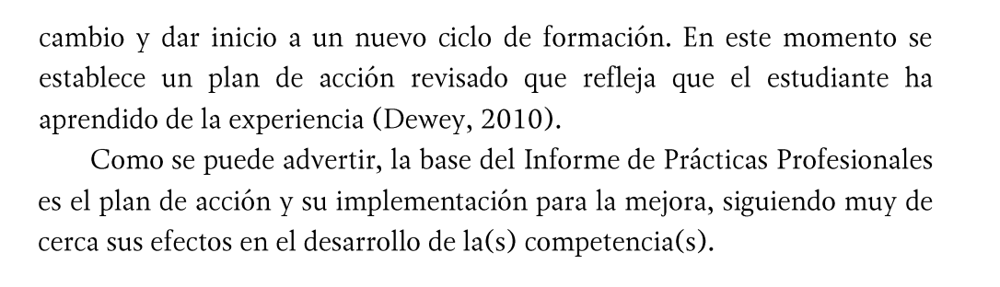 cambio y dar inicio a un nuevo ciclo de formación. En este momento se
establece un plan de acción revisado que refleja que el estudiante ha
aprendido de la experiencia (Dewey, 2010).
Como se puede advertir, la base del Informe de Prácticas Profesionales
es el plan de acción y su implementación para la mejora, siguiendo muy de
cerca sus efectos en el desarrollo de la(s) competencia(s).